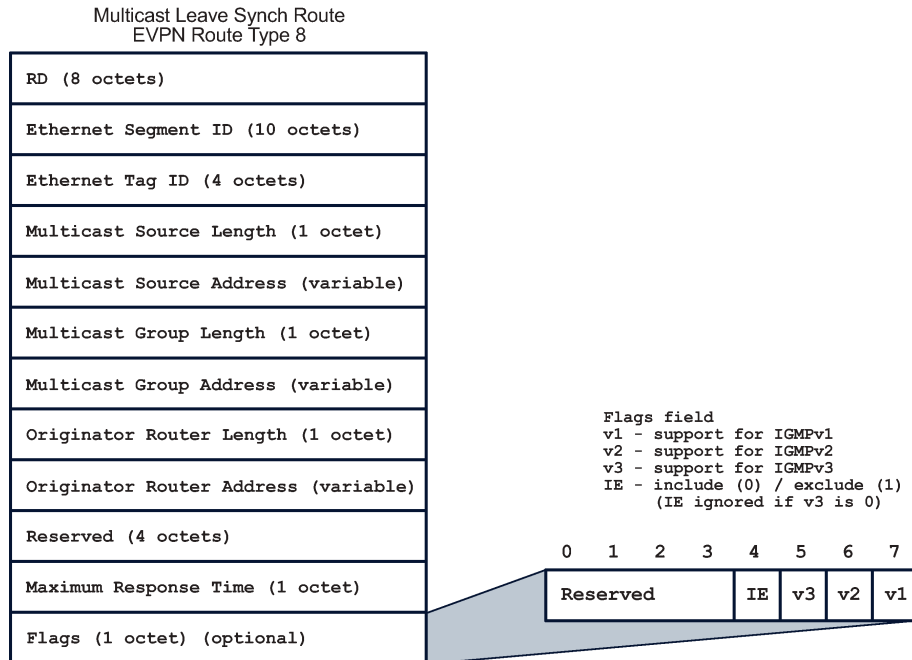 Multicast Leave Synch Route
EVPN Route Type 8
RD (8 octets)
Ethernet Segment ID (10 octets)
Ethernet Tag ID (4 octets)
Multicast Source Length (1 octet)
Multicast Source Address (variable)
Multicast Group Length (1 octet)
Multicast Group Address (variable)
Originator Router Length (1 octet)
Originator Router Address (variable)
Reserved (4 octets)
Maximum Response Time (1 octet)
Flags (1 octet) (optional)
Flags field
v1 - support for IGMPv1
v2 - support for IGMPv2
v3 - support for IGMPv3
IE - include (0) / exclude (1)
(IE ignored if v3 is 0)
0 1 2 3 4 5 6 7
Reserved IE v3 v2 v1